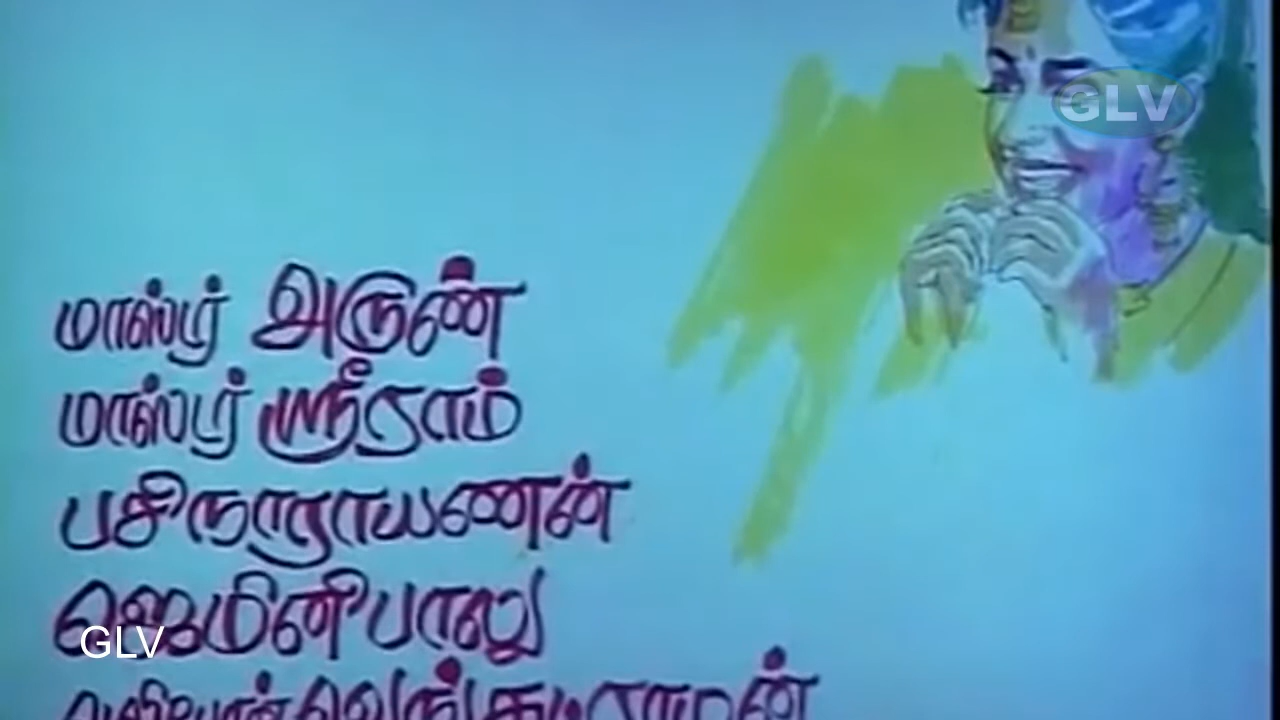 GLV
மாஸ்டர் அருண்
மாஸ்டர் ஸ்ரீராம்
பசிநாராயணன்
ஜெமினிபாலு
GLV